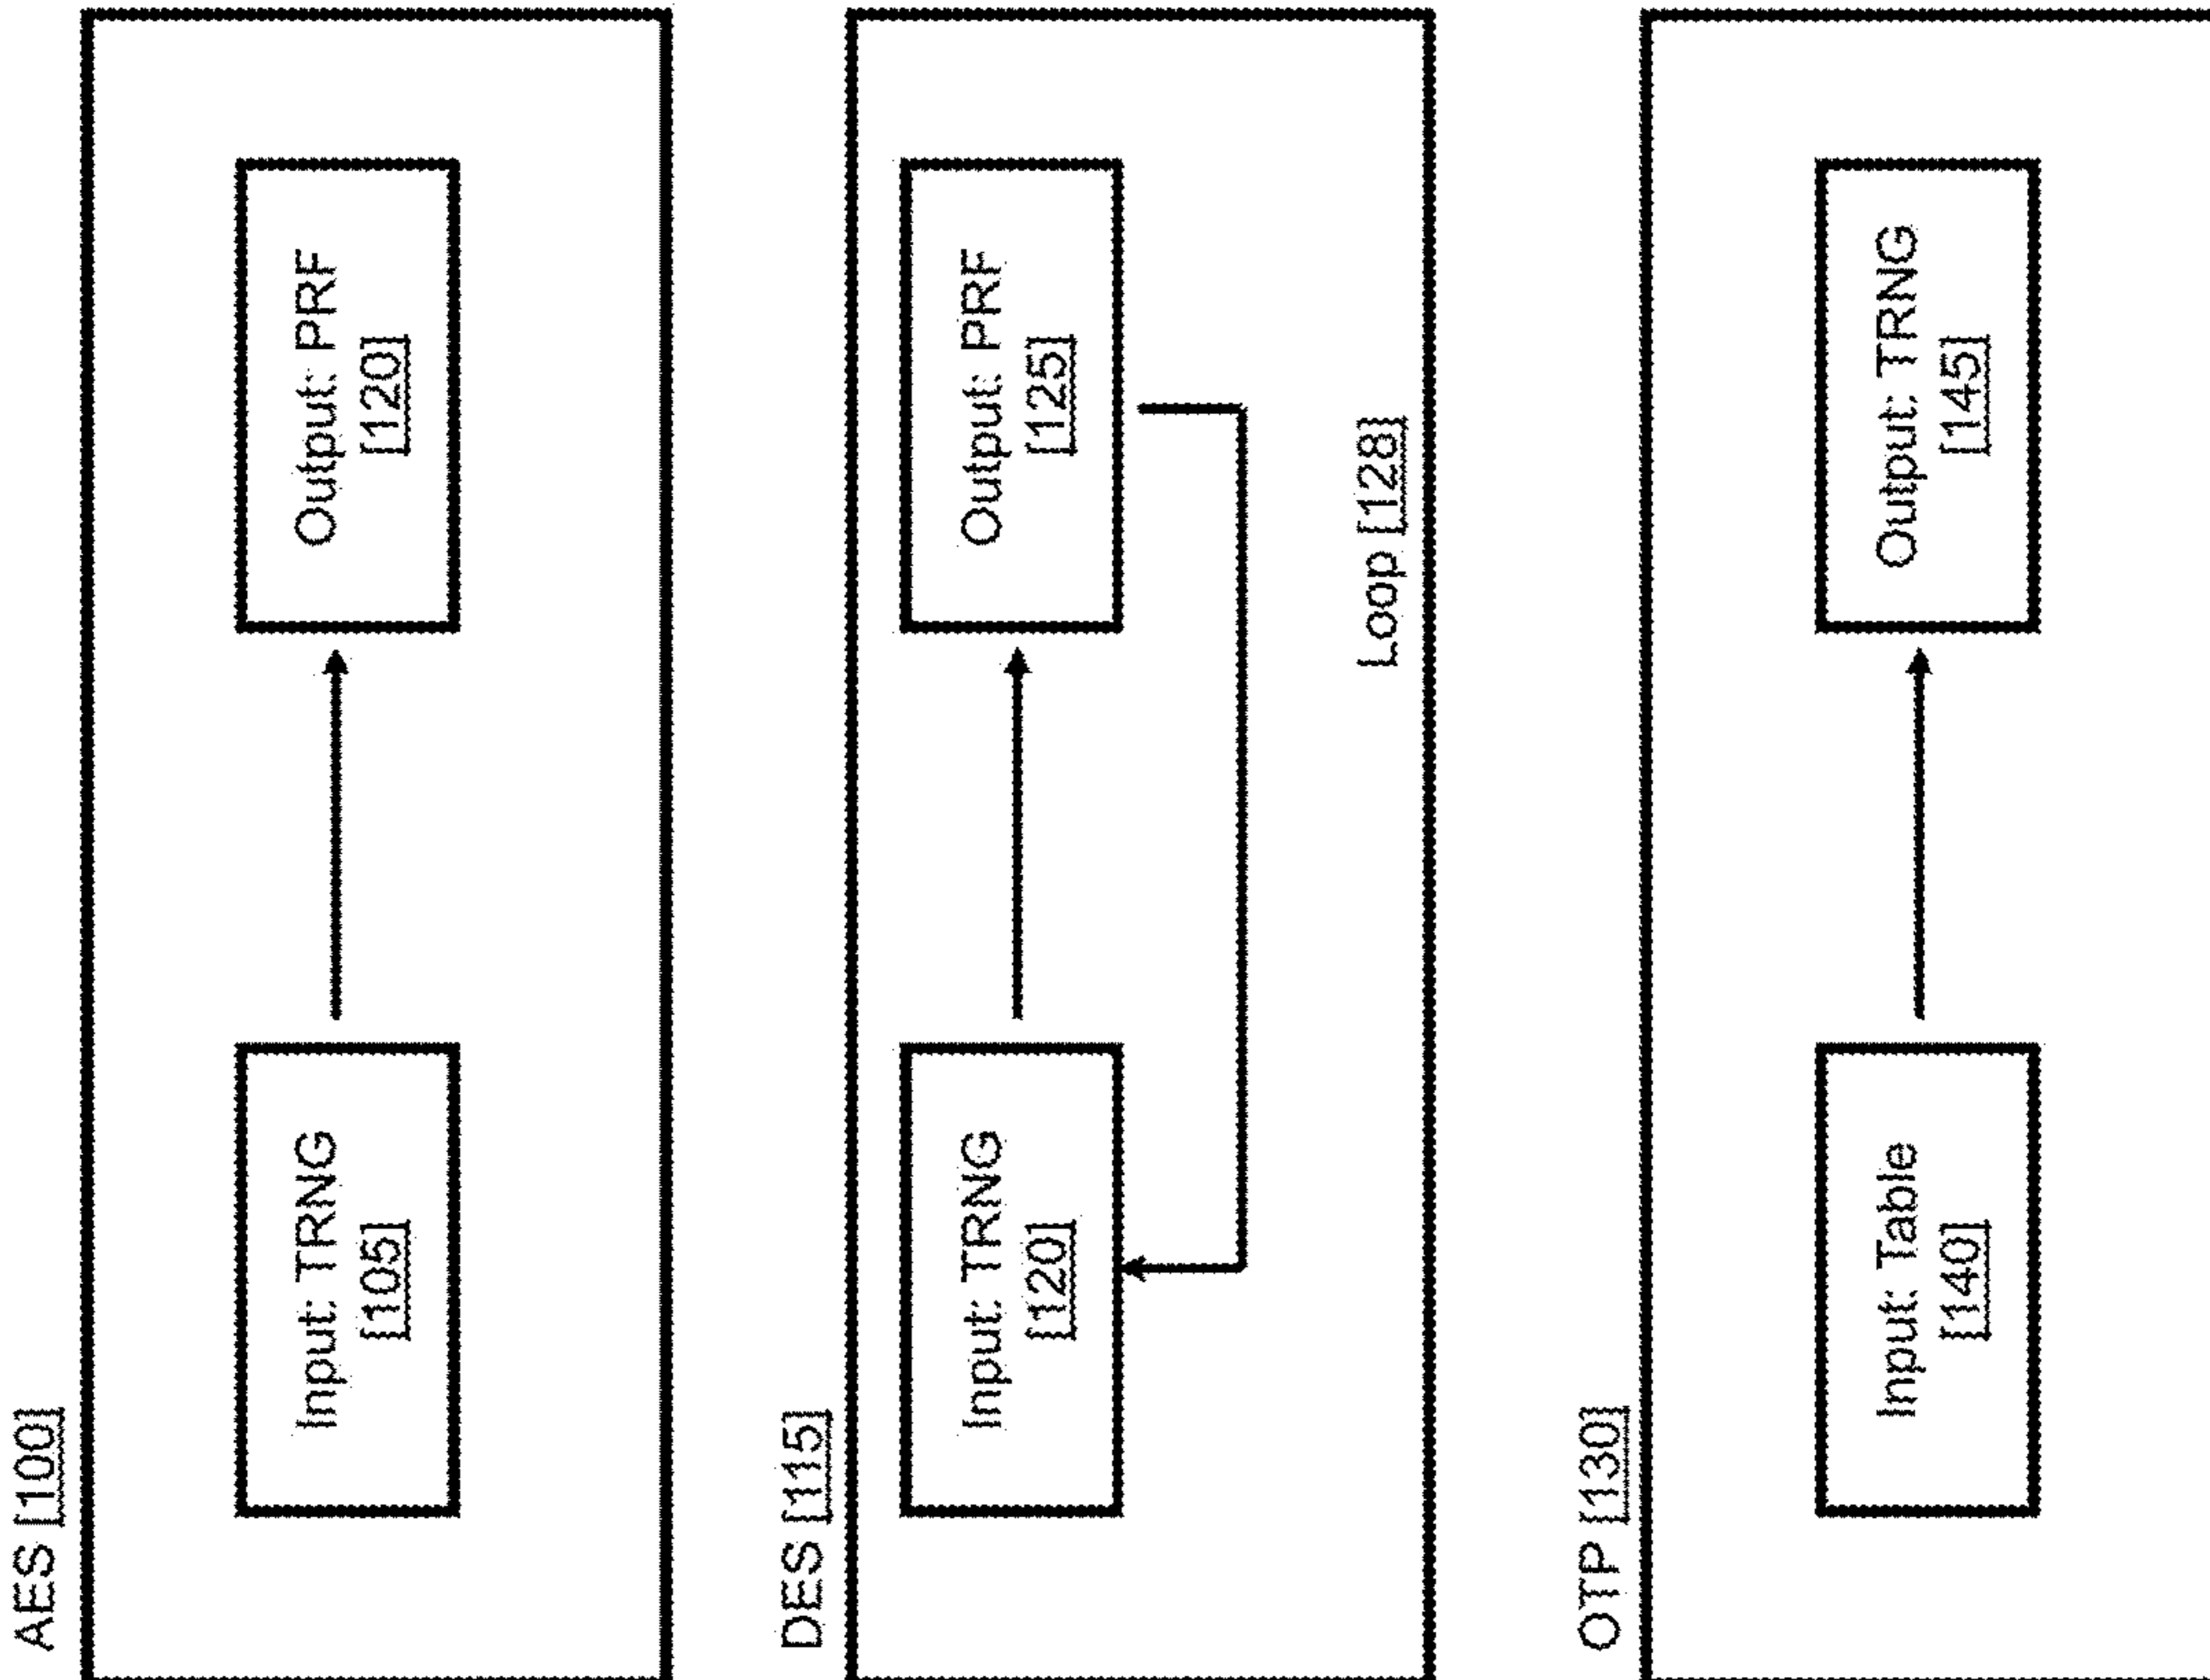 AES [100]
Input: TRNG
[105]
Output: PRF
[120]
DES [115]
Input: TRNG
[120]
Output: PRF
[125]
Loop [128]
OTP [130]
Input: Table
[140]
Output: TRNG
[145]